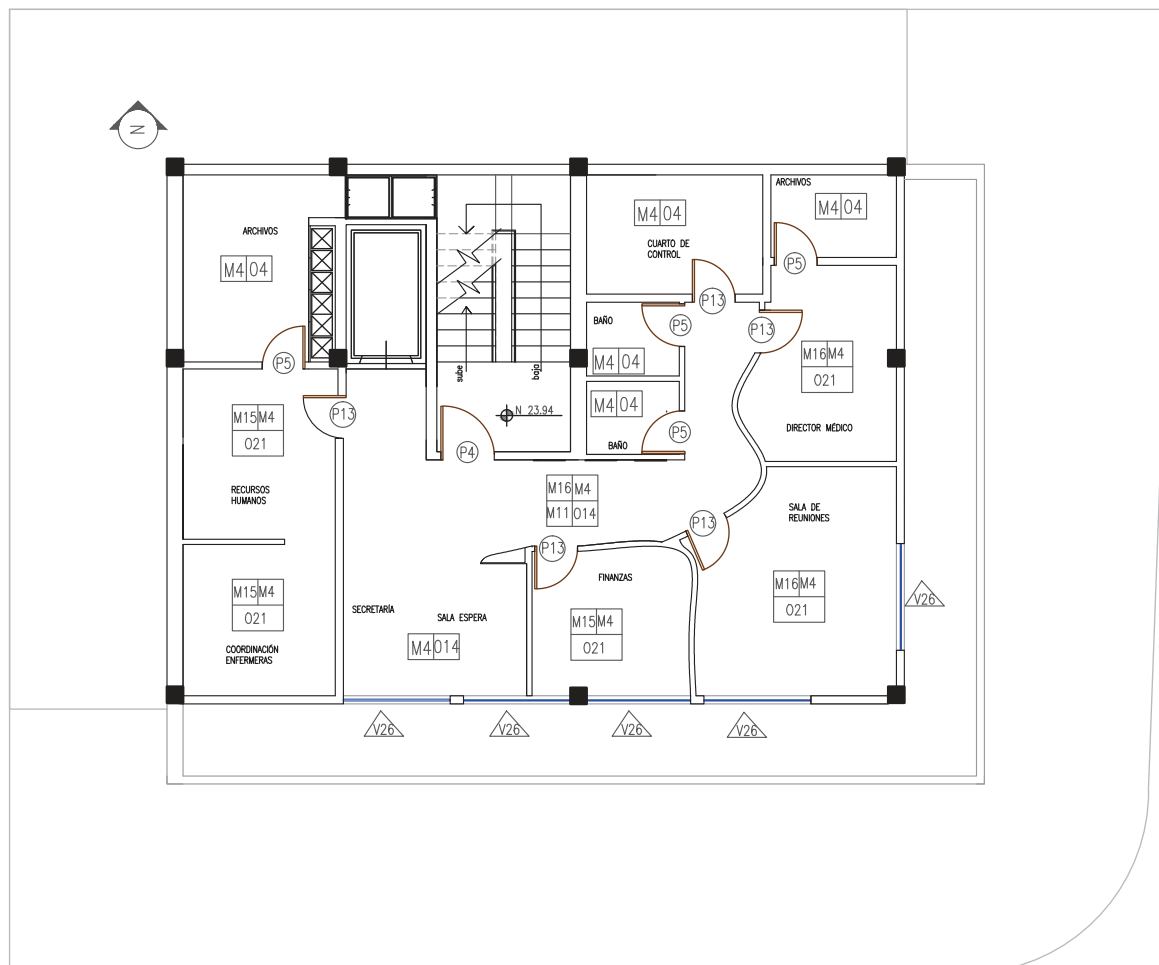 N
ARCHIVOS
M4 04
ARCHIVOS
M4 04
M4 04
CUARTO DE
CONTROL
P5
P13
P13
BAÑO
P5
M4 04
M16 M4
021
DIRECTOR MÉDICO
sube
baja
N 23.94
P5
P13
M15 M4
021
RECURSOS
HUMANOS
M4 04
BAÑO
P5
P4
M16 M4
M11 014
SALA DE
REUNIONES
P13
P13
FINANZAS
M15 M4
021
M16 M4
021
V26
M15 M4
021
COORDINACIÓN
ENFERMERAS
SECRETARÍA
SALA ESPERA
M4 014
V26
V26
V26
V26